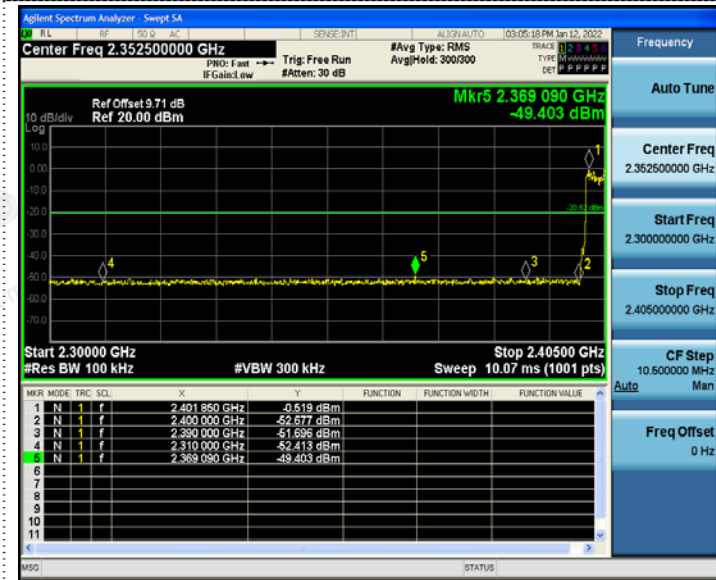 Agilent Spectrum Analyzer - Swept SA
RL RF 50 Ω AC SENSE:INT ALIGN AUTO 03:05:18 PM Jan 12, 2022
Center Freq 2.352500000 GHz
PNO: Fast Trig: Free Run #Avg Type: RMS TRACE 1 2 3 4 5 6
IFGain:Low #Atten: 30 dB Avg|Hold: 300/300 TYPE M
DET P P P P P P
Mkr5 2.369 090 GHz
-49.403 dBm
Ref Offset 9.71 dB
10 dB/div Ref 20.00 dBm
Log
10.0
0.00
-10.0
-20.0
-30.0
-40.0
-50.0
-60.0
-70.0
1
2
3
4
5
Start 2.30000 GHz Stop 2.40500 GHz
#Res BW 100 kHz #VBW 300 kHz Sweep 10.07 ms (1001 pts)
MKR MODE TRC SCL X Y FUNCTION FUNCTION WIDTH FUNCTION VALUE
1 N 1 f 2.401 850 GHz -0.519 dBm
2 N 1 f 2.400 000 GHz -52.677 dBm
3 N 1 f 2.390 000 GHz -51.696 dBm
4 N 1 f 2.310 000 GHz -52.413 dBm
5 N 1 f 2.369 090 GHz -49.403 dBm
6
7
8
9
10
11
MSG STATUS
Frequency
Auto Tune
Center Freq
2.352500000 GHz
Start Freq
2.300000000 GHz
Stop Freq
2.405000000 GHz
CF Step
10.500000 MHz
Auto Man
Freq Offset
0 Hz